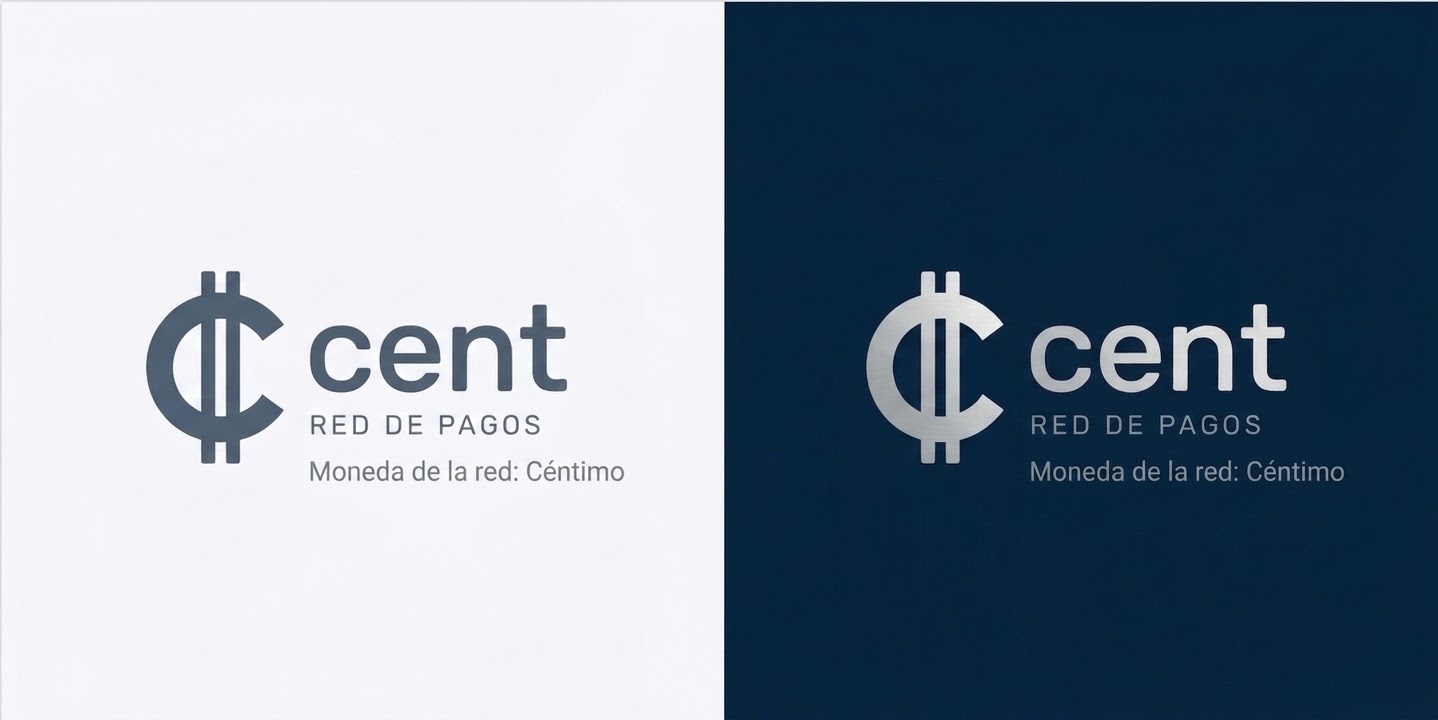 cent
RED DE PAGOS
Moneda de la red: Céntimo
cent
RED DE PAGOS
Moneda de la red: Céntimo